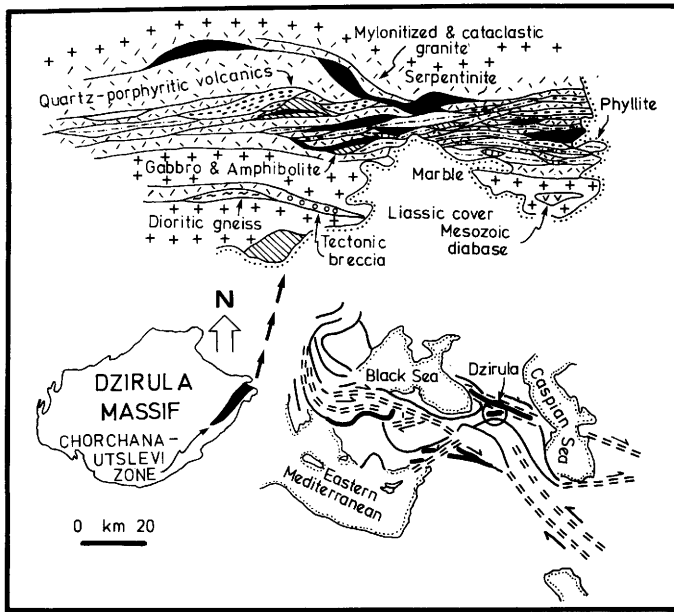 Mylonitized & cataclastic
granite
Serpentinite
Quartz-porphyritic volcanics
Phyllite
Gabbro & Amphibolite
Marble
Liassic cover
Mesozoic
diabase
Dioritic gneiss
Tectonic
breccia
N
DZIRULA
MASSIF
CHORCHANA-
UTSLEVI
ZONE
0 km 20
Black Sea
Dzirula
Caspian
Sea
Eastern
Mediterranean